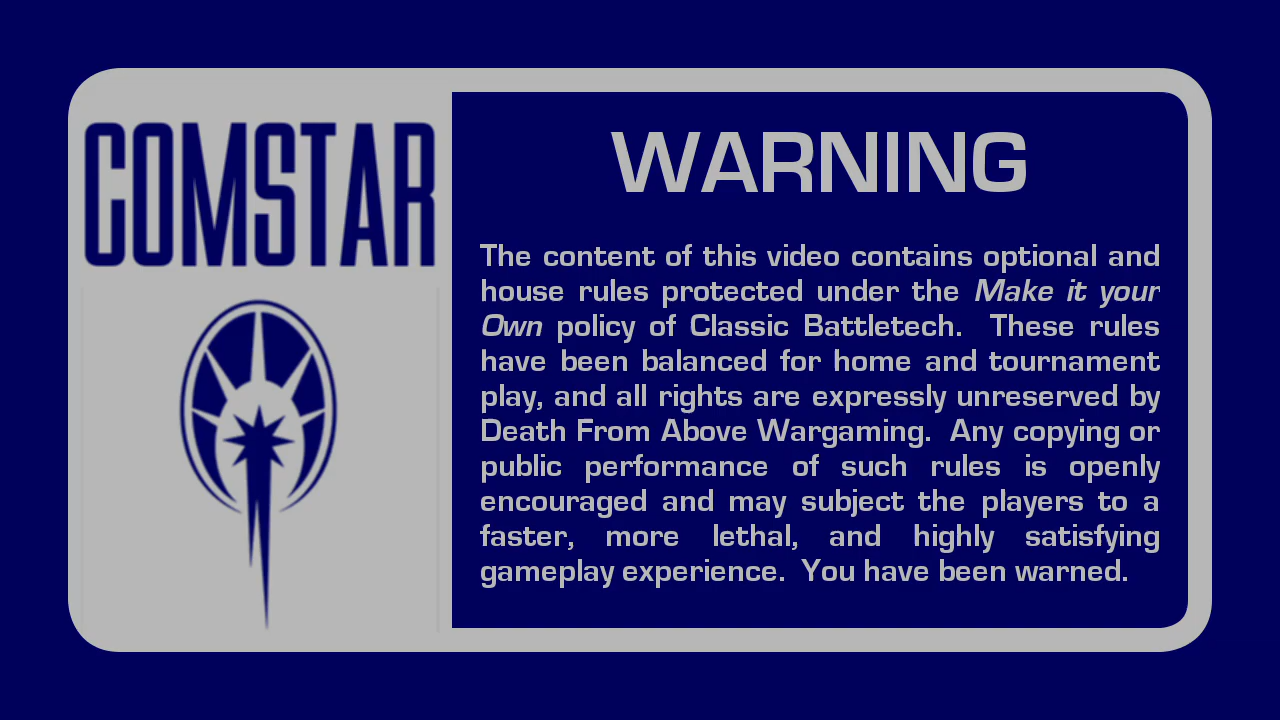 COMSTAR
WARNING
The content of this video contains optional and
house rules protected under the Make it your
Own policy of Classic Battletech.  These rules
have been balanced for home and tournament
play, and all rights are expressly unreserved by
Death From Above Wargaming.  Any copying or
public performance of such rules is openly
encouraged and may subject the players to a
faster, more lethal, and highly satisfying
gameplay experience.  You have been warned.